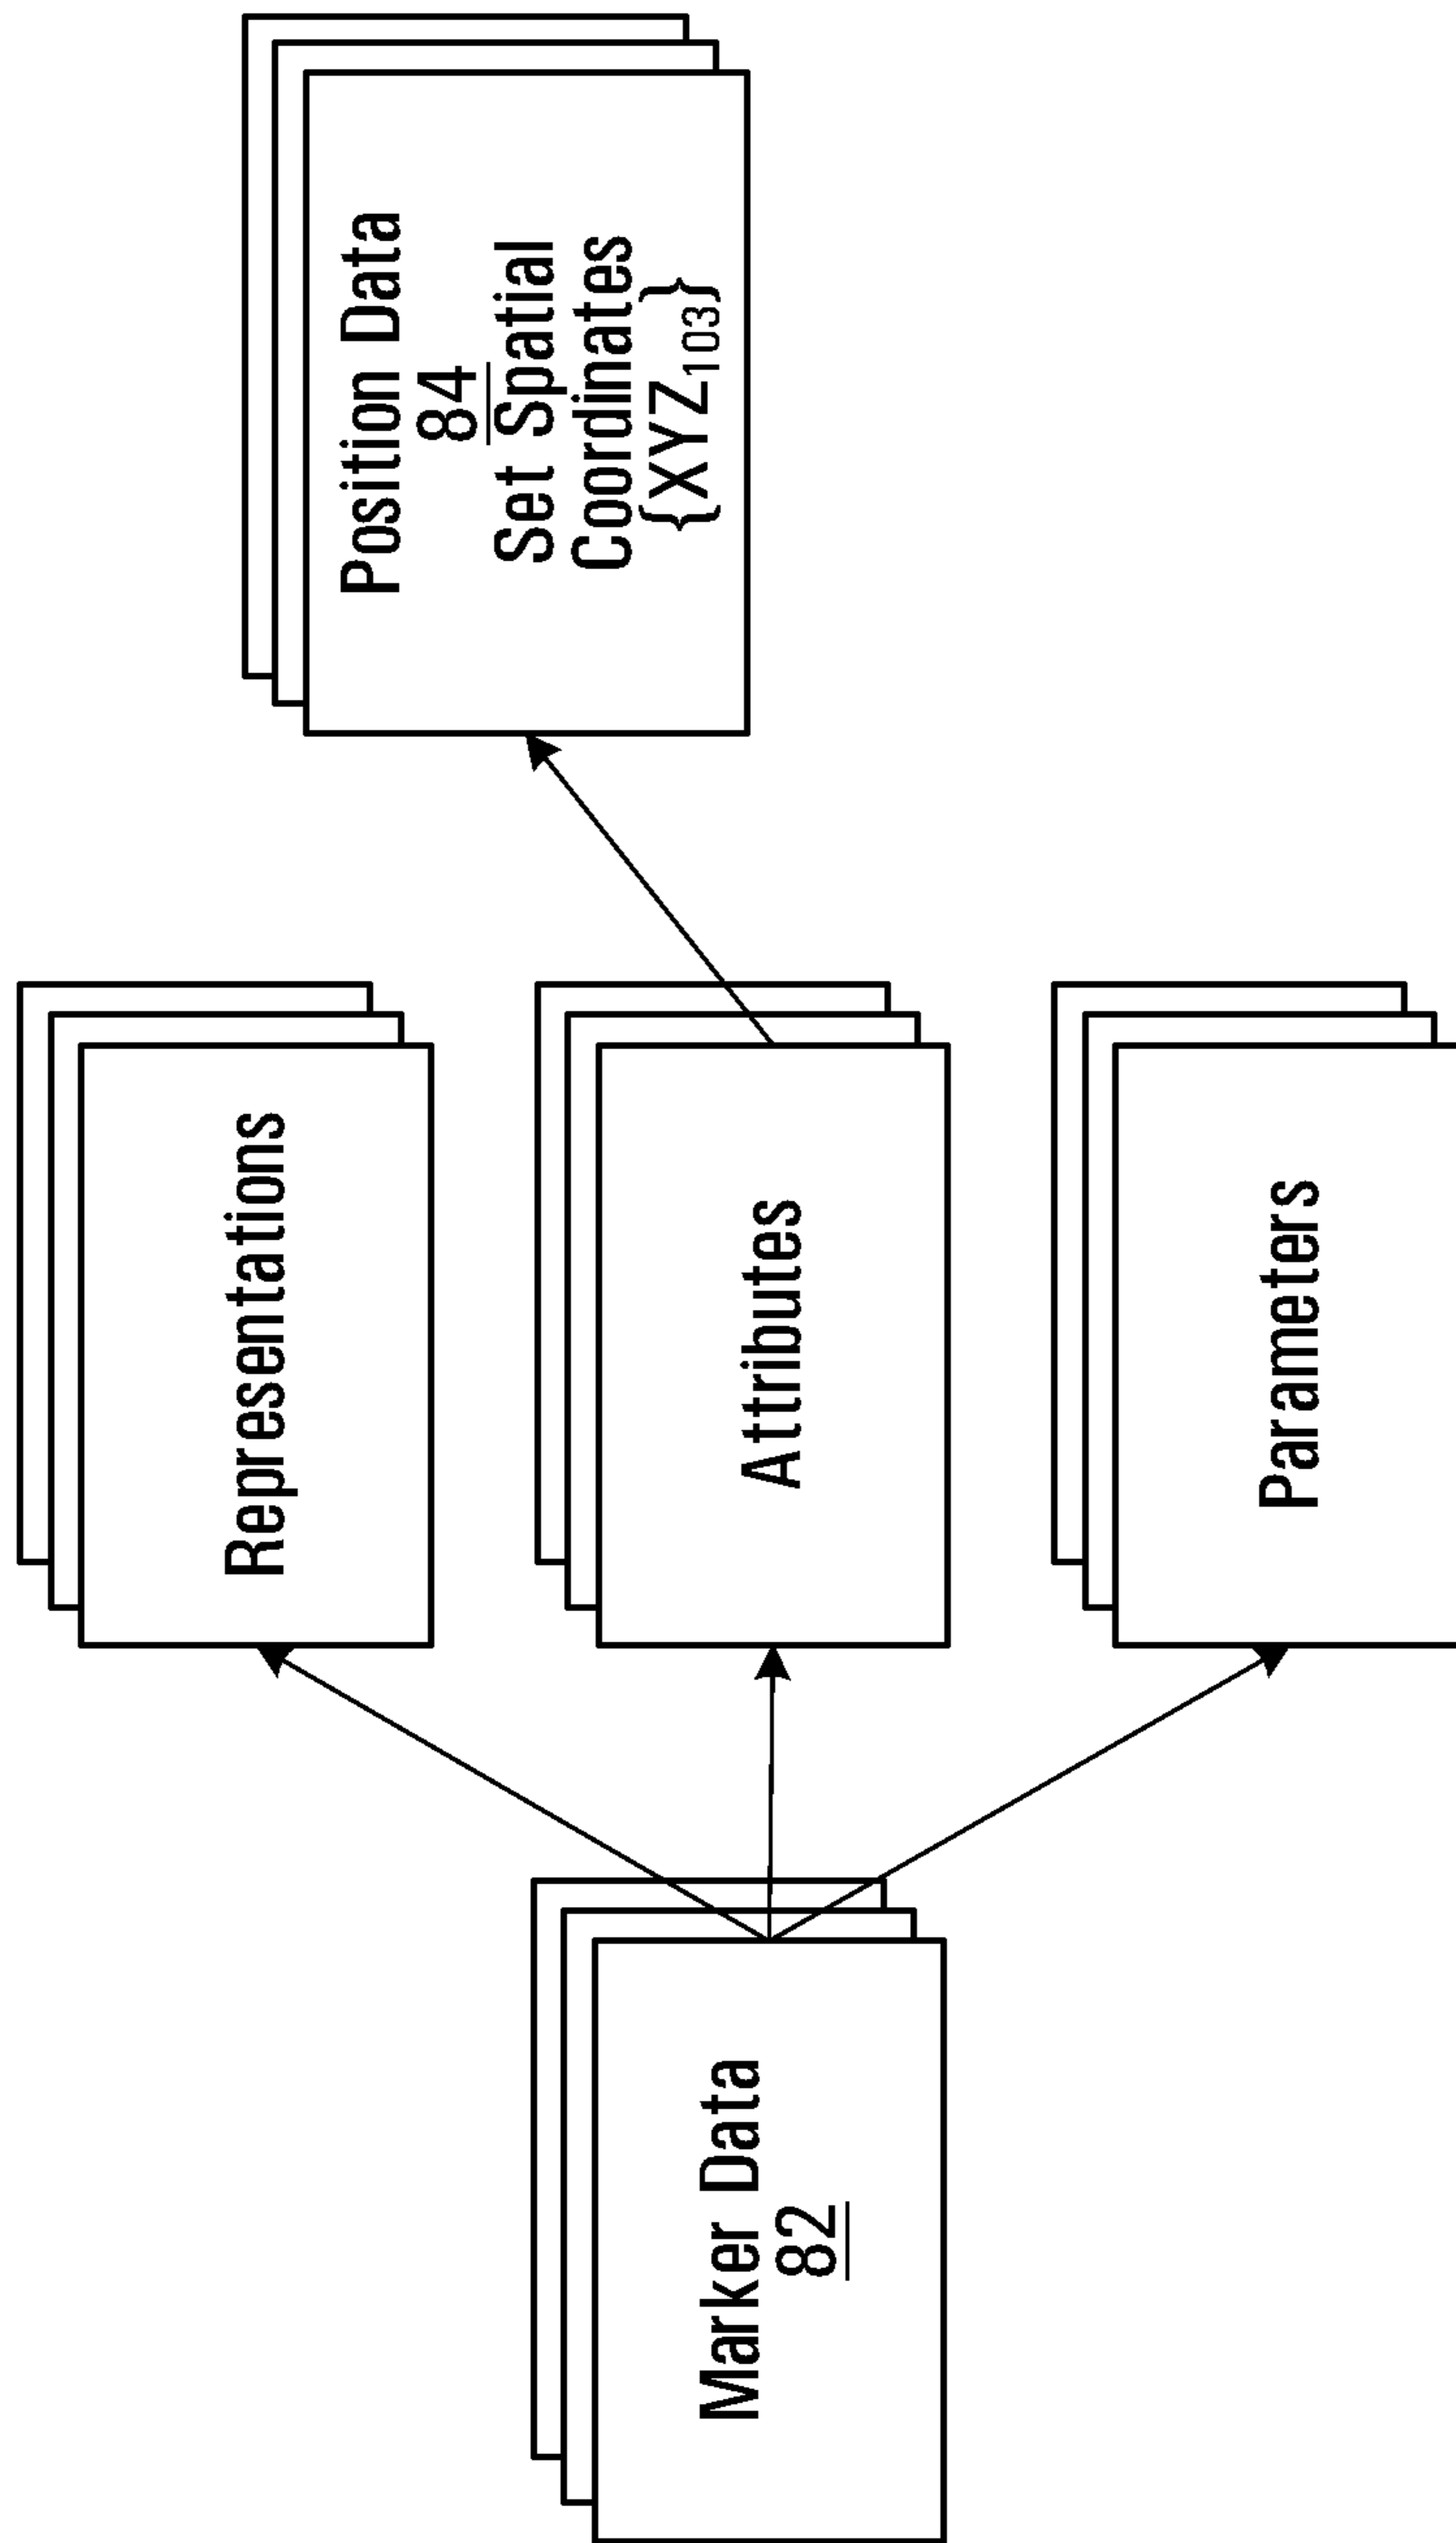 Marker Data
82
Representations
Attributes
Parameters
Position Data
84
Set Spatial
Coordinates
{XYZ₁₀₃}